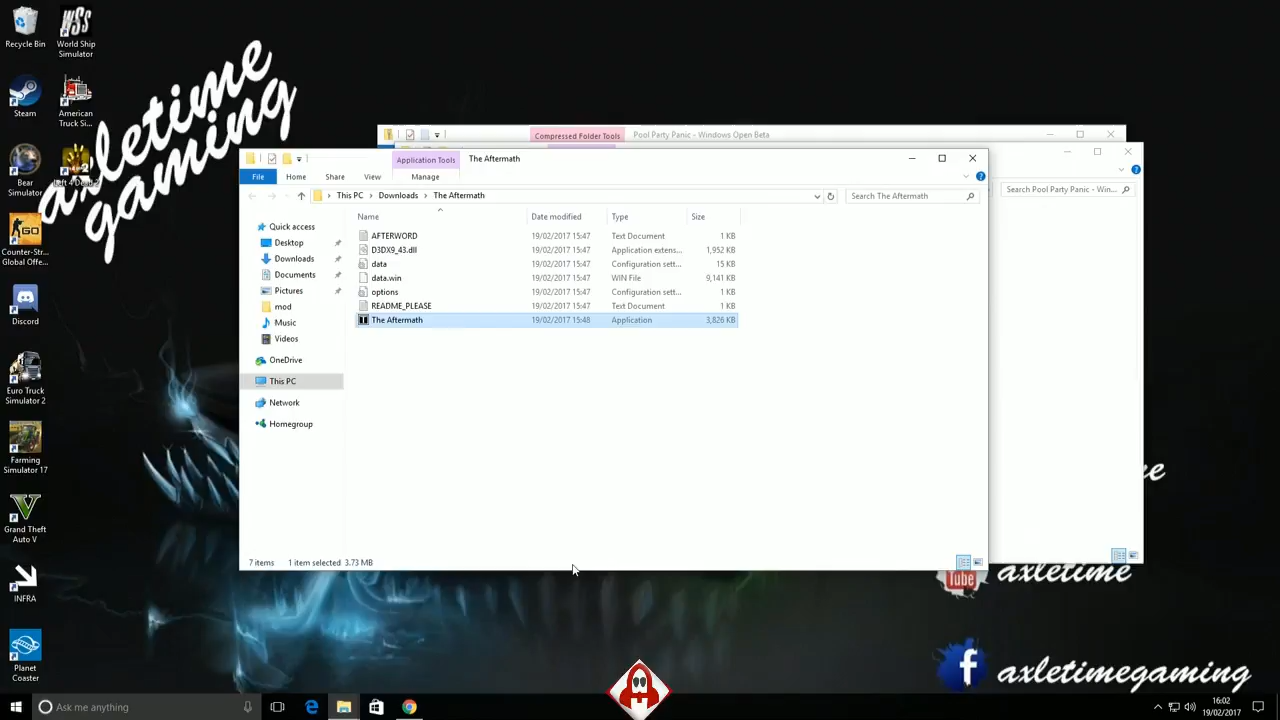 Recycle Bin
World Ship
Simulator
Steam
American
Truck Si...
Bear
Simulator
Left 4 Dead 2
Counter-Str...
Global Offe...
Discord
Euro Truck
Simulator 2
Farming
Simulator 17
Grand Theft
Auto V
INFRA
Planet
Coaster
axletime
gaming
Compressed Folder Tools
Pool Party Panic - Windows Open Beta
Search Pool Party Panic - Win...
Application Tools
The Aftermath
File
Home
Share
View
Manage
This PC
Downloads
The Aftermath
Search The Aftermath
Name
Date modified
Type
Size
AFTERWORD 19/02/2017 15:47 Text Document 1 KB
D3DX9_43.dll 19/02/2017 15:47 Application extens... 1,952 KB
data 19/02/2017 15:47 Configuration sett... 15 KB
data.win 19/02/2017 15:47 WIN File 9,141 KB
options 19/02/2017 15:47 Configuration sett... 1 KB
README_PLEASE 19/02/2017 15:47 Text Document 1 KB
The Aftermath 19/02/2017 15:48 Application 3,826 KB
Quick access
Desktop
Downloads
Documents
Pictures
mod
Music
Videos
OneDrive
This PC
Network
Homegroup
7 items
1 item selected 3.73 MB
Tube
axletime
f
axletimegaming
Ask me anything
16:02
19/02/2017